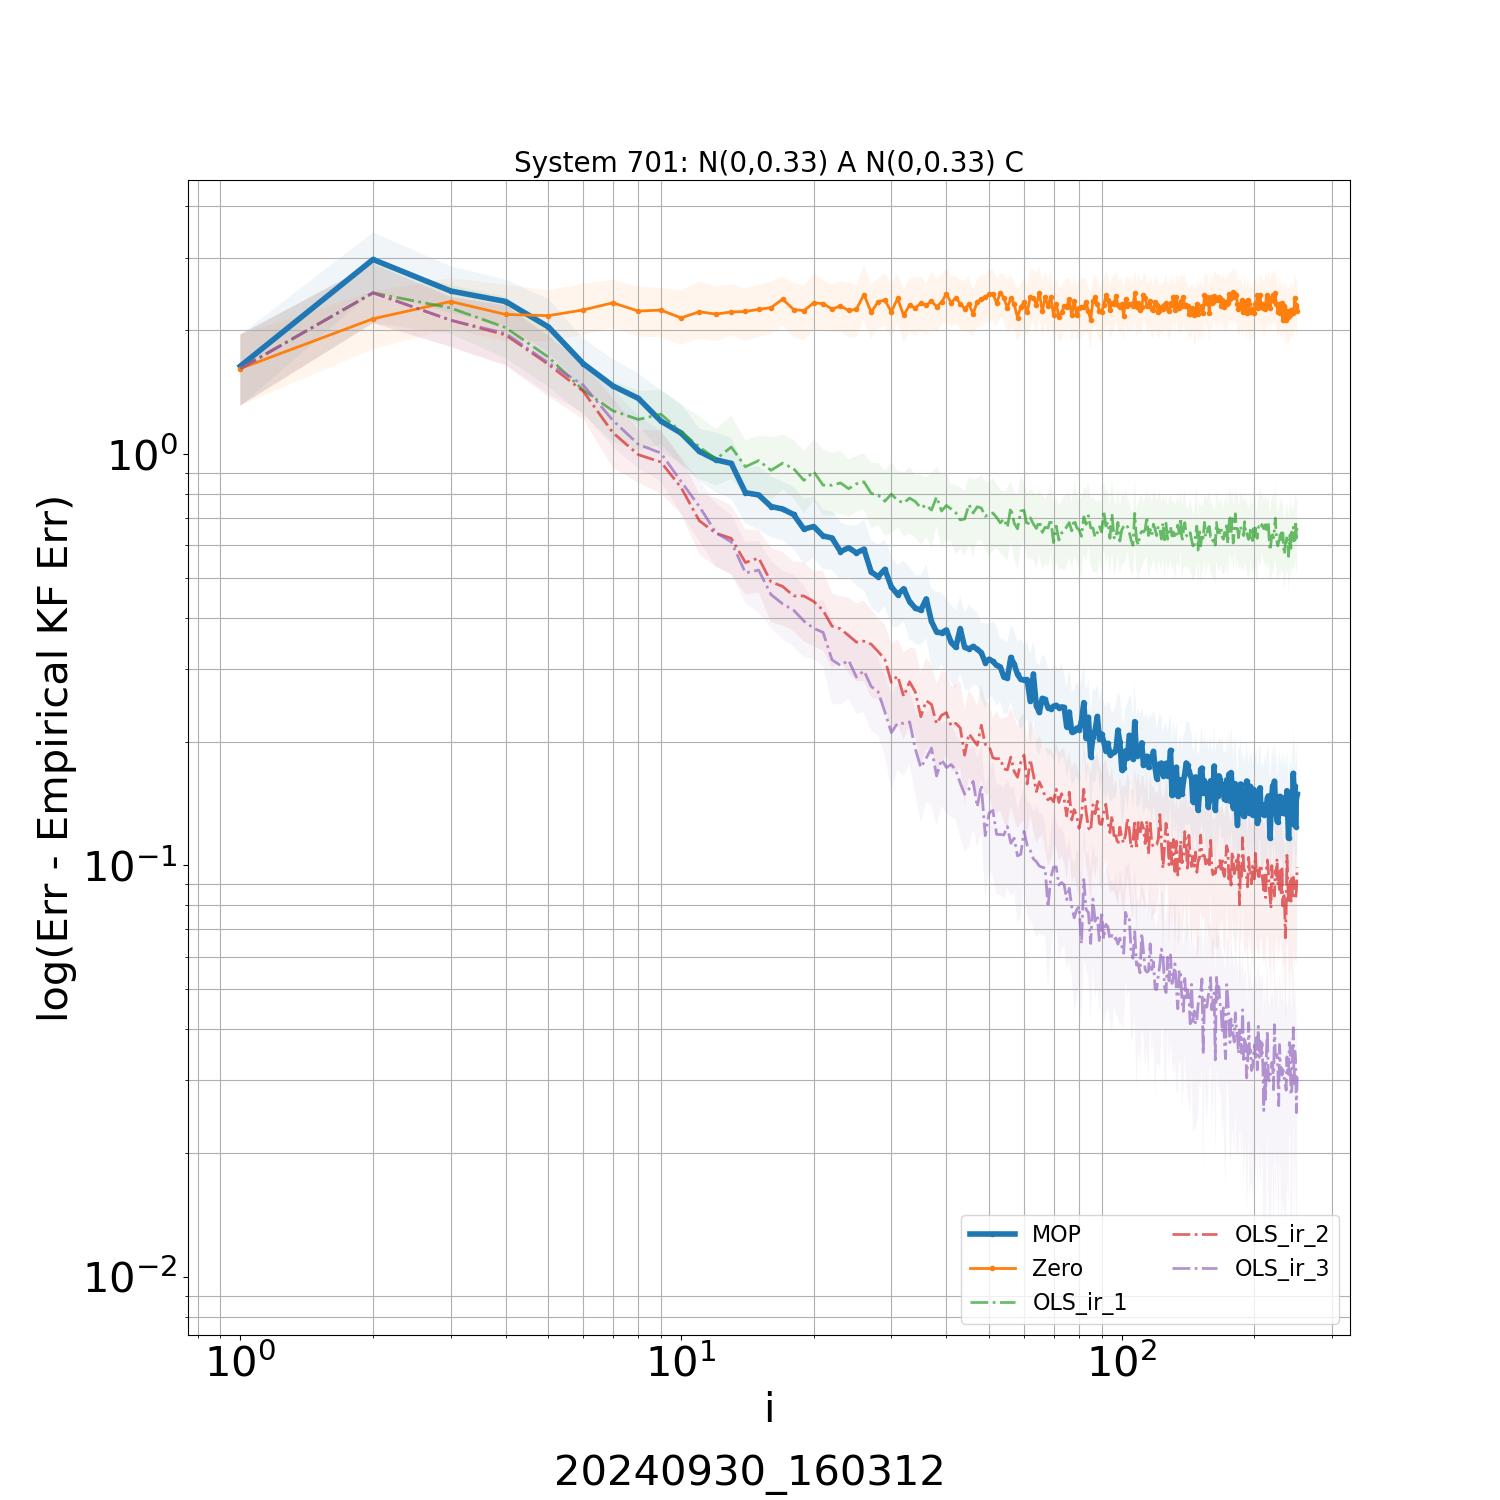 System 701: N(0,0.33) A N(0,0.33) C
log(Err - Empirical KF Err)
10⁰
10⁻¹
10⁻²
MOP
Zero
OLS_ir_1
OLS_ir_2
OLS_ir_3
10⁰ 10¹ 10²
i
20240930_160312